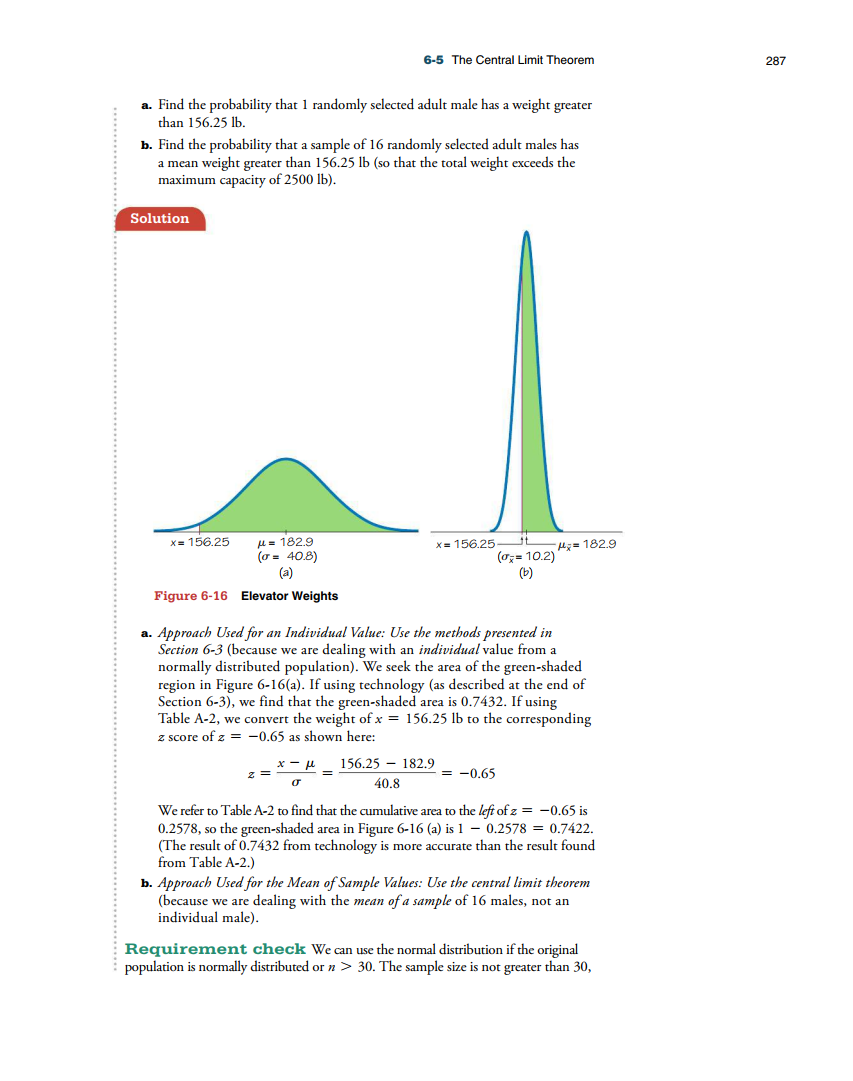 6-5 The Central Limit Theorem 287
a. Find the probability that 1 randomly selected adult male has a weight greater
than 156.25 lb.
b. Find the probability that a sample of 16 randomly selected adult males has
a mean weight greater than 156.25 lb (so that the total weight exceeds the
maximum capacity of 2500 lb).
Solution
x = 156.25 μ = 182.9
(σ = 40.8)
(a)
x = 156.25 μx̄ = 182.9
(σx̄ = 10.2)
(b)
Figure 6-16 Elevator Weights
a. Approach Used for an Individual Value: Use the methods presented in
Section 6-3 (because we are dealing with an individual value from a
normally distributed population). We seek the area of the green-shaded
region in Figure 6-16(a). If using technology (as described at the end of
Section 6-3), we find that the green-shaded area is 0.7432. If using
Table A-2, we convert the weight of x = 156.25 lb to the corresponding
z score of z = −0.65 as shown here:
z = x − μ / σ = 156.25 − 182.9 / 40.8 = −0.65
We refer to Table A-2 to find that the cumulative area to the left of z = −0.65 is
0.2578, so the green-shaded area in Figure 6-16 (a) is 1 − 0.2578 = 0.7422.
(The result of 0.7432 from technology is more accurate than the result found
from Table A-2.)
b. Approach Used for the Mean of Sample Values: Use the central limit theorem
(because we are dealing with the mean of a sample of 16 males, not an
individual male).
Requirement check We can use the normal distribution if the original
population is normally distributed or n > 30. The sample size is not greater than 30,